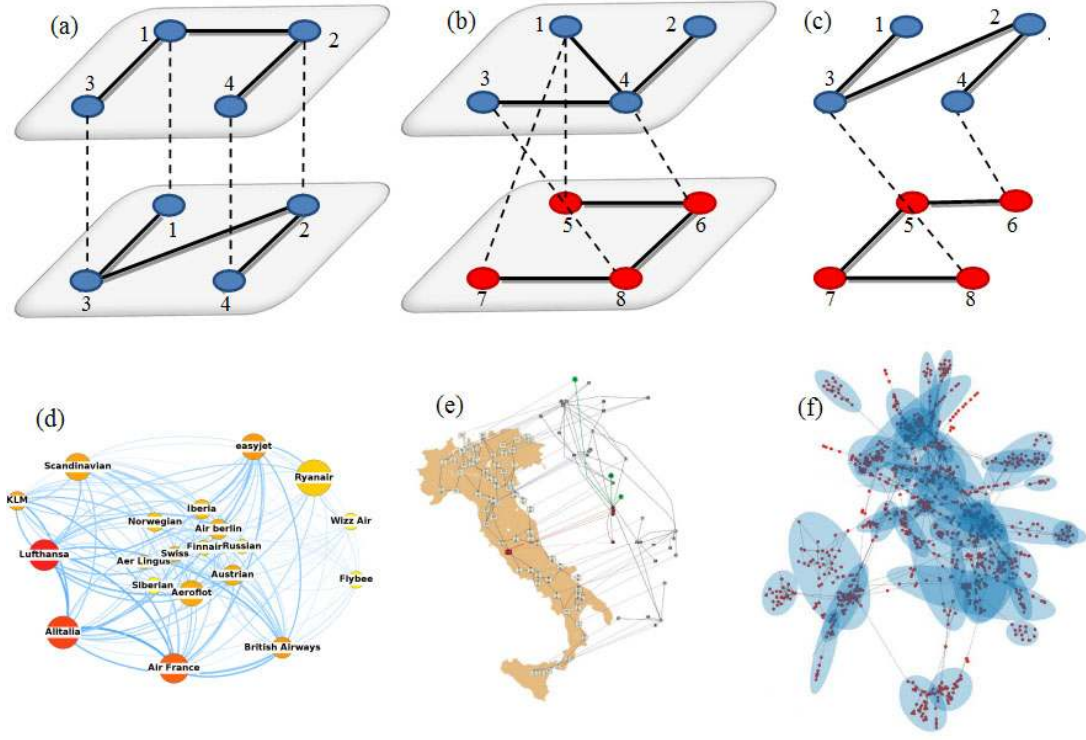 (a)
1
2
3
4
1
2
3
4
(b)
1
2
3
4
5
6
7
8
(c)
1
2
3
4
5
6
7
8
(d)
easyjet
Scandinavian
Ryanair
KLM
Iberia
Norwegian
Air berlin
Wizz Air
Lufthansa
Finnair
Russian
Swiss
Aer Lingus
Austrian
Siberian
Flybee
Aeroflot
Alitalia
British Airways
Air France
(e)
(f)